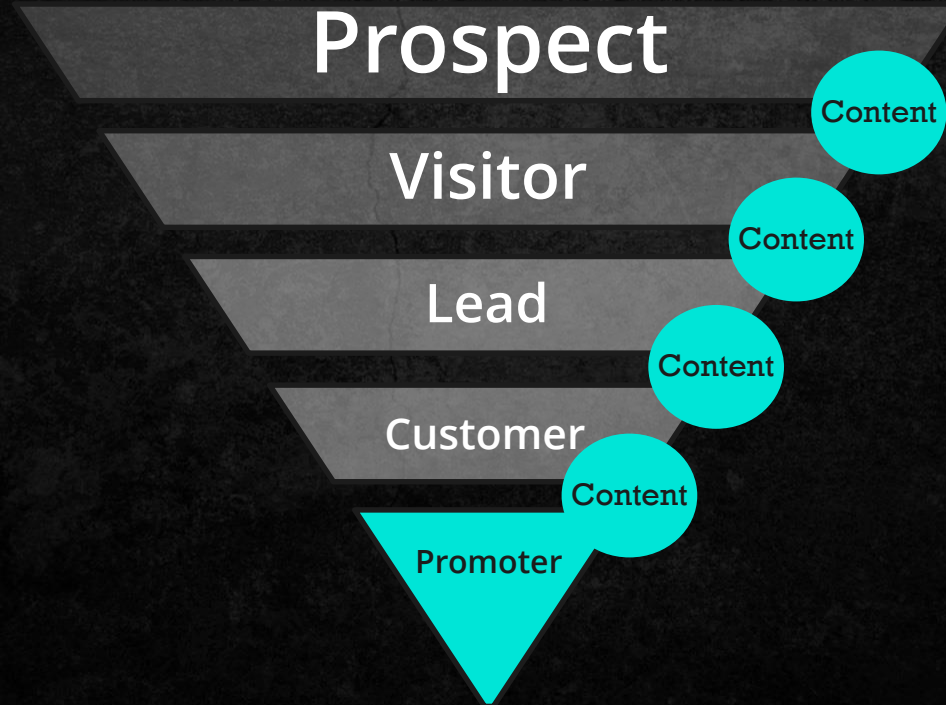 Prospect
Content
Visitor
Content
Lead
Content
Customer
Content
Promoter